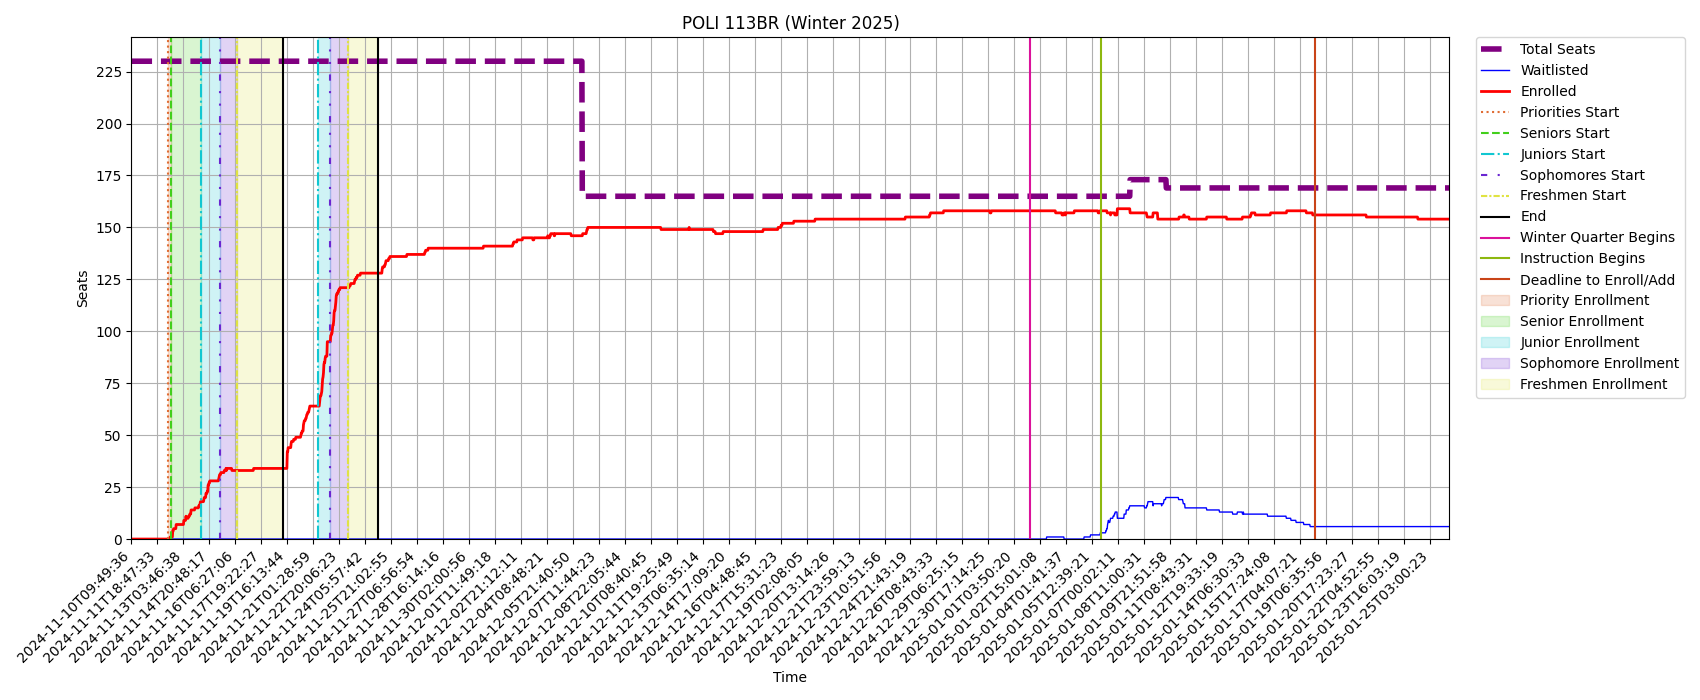 POLI 113BR (Winter 2025)
Seats
225
200
175
150
125
100
75
50
25
0
2024-11-10T09:49:36
2024-11-11T18:47:33
2024-11-13T03:46:38
2024-11-14T20:48:17
2024-11-16T06:27:06
2024-11-17T19:22:27
2024-11-19T16:13:44
2024-11-21T01:28:59
2024-11-22T20:06:23
2024-11-24T05:57:42
2024-11-25T21:02:55
2024-11-27T06:56:54
2024-11-28T16:14:16
2024-11-30T02:00:56
2024-12-01T11:49:18
2024-12-02T21:12:11
2024-12-04T08:48:21
2024-12-05T21:40:50
2024-12-07T11:44:23
2024-12-08T22:05:44
2024-12-10T08:40:45
2024-12-11T19:25:49
2024-12-13T06:35:14
2024-12-14T17:09:20
2024-12-16T04:48:45
2024-12-17T15:31:23
2024-12-19T02:08:05
2024-12-20T13:14:26
2024-12-21T23:59:13
2024-12-23T10:51:56
2024-12-24T21:43:19
2024-12-26T08:43:33
2024-12-29T06:25:15
2024-12-30T17:14:25
2025-01-01T03:50:20
2025-01-02T15:01:08
2025-01-04T01:41:37
2025-01-05T12:39:21
2025-01-07T00:02:11
2025-01-08T11:00:31
2025-01-09T21:51:58
2025-01-11T08:43:31
2025-01-12T19:33:19
2025-01-14T06:30:33
2025-01-15T17:24:08
2025-01-17T04:07:21
2025-01-19T06:35:56
2025-01-20T17:23:27
2025-01-22T04:52:55
2025-01-23T16:03:19
2025-01-25T03:00:23
Time
Total Seats
Waitlisted
Enrolled
Priorities Start
Seniors Start
Juniors Start
Sophomores Start
Freshmen Start
End
Winter Quarter Begins
Instruction Begins
Deadline to Enroll/Add
Priority Enrollment
Senior Enrollment
Junior Enrollment
Sophomore Enrollment
Freshmen Enrollment